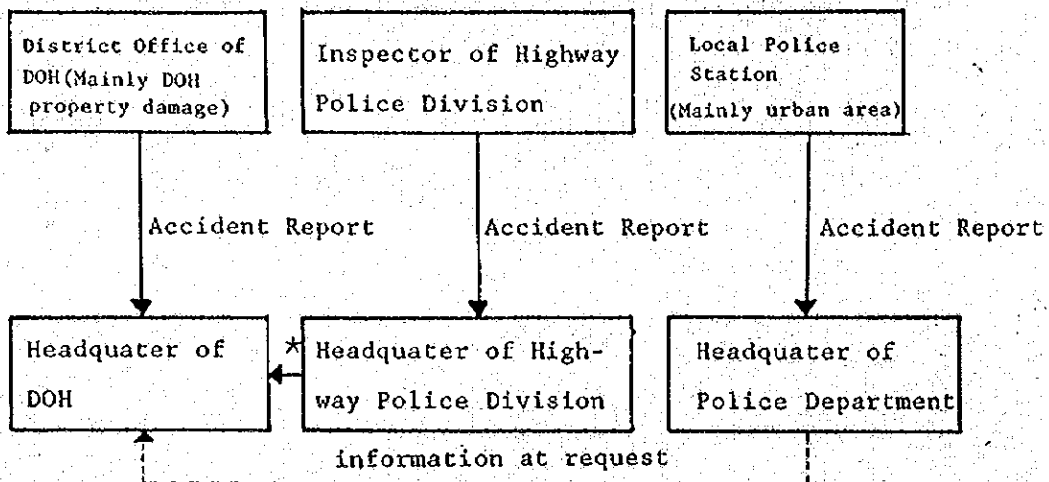 District Office of
DOH(Mainly DOH
property damage)
Inspector of Highway
Police Division
Local Police
Station
(Mainly urban area)
Accident Report
Accident Report
Accident Report
Headquater of
DOH
*
Headquater of High-
way Police Division
Headquater of
Police Department
information at request